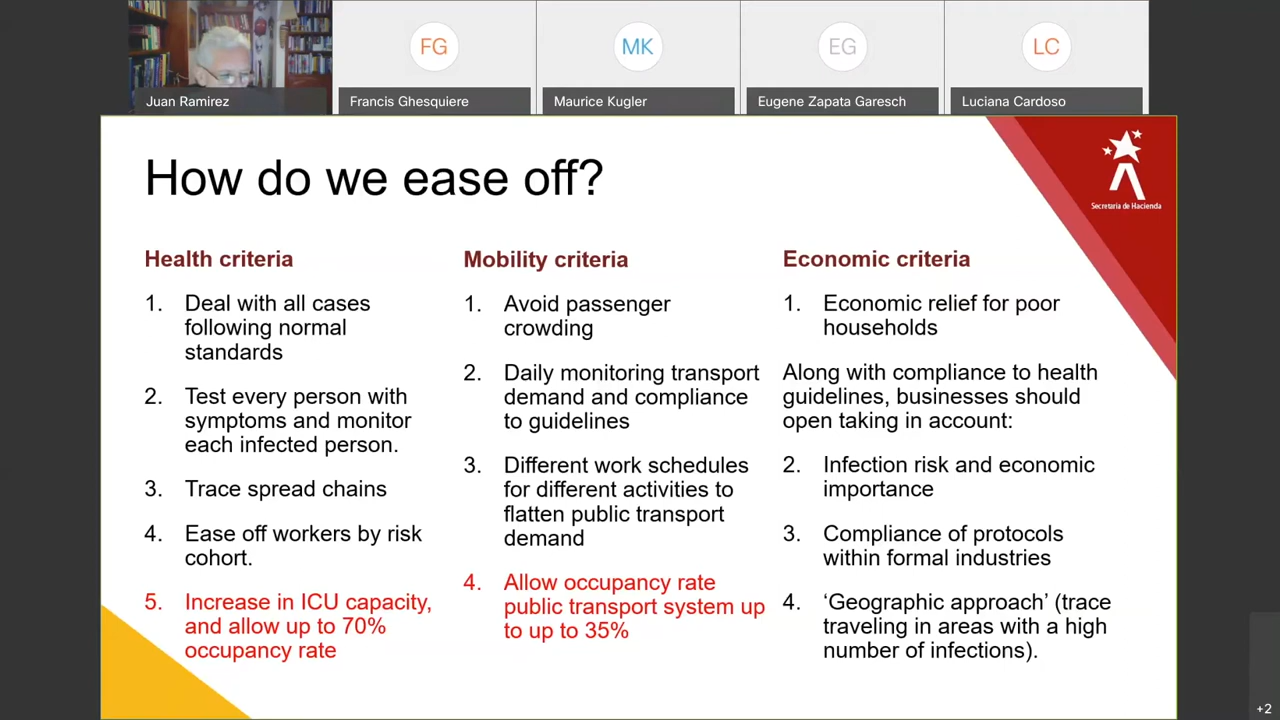 FG
MK
EG
LC
Juan Ramirez
Francis Ghesquiere
Maurice Kugler
Eugene Zapata Garesch
Luciana Cardoso
How do we ease off?
Secretaría de Hacienda
Health criteria
1. Deal with all cases
following normal
standards
2. Test every person with
symptoms and monitor
each infected person.
3. Trace spread chains
4. Ease off workers by risk
cohort.
5. Increase in ICU capacity,
and allow up to 70%
occupancy rate
Mobility criteria
1. Avoid passenger
crowding
2. Daily monitoring transport
demand and compliance
to guidelines
3. Different work schedules
for different activities to
flatten public transport
demand
4. Allow occupancy rate
public transport system up
to up to 35%
Economic criteria
1. Economic relief for poor
households
Along with compliance to health
guidelines, businesses should
open taking in account:
2. Infection risk and economic
importance
3. Compliance of protocols
within formal industries
4. ‘Geographic approach’ (trace
traveling in areas with a high
number of infections).
+2